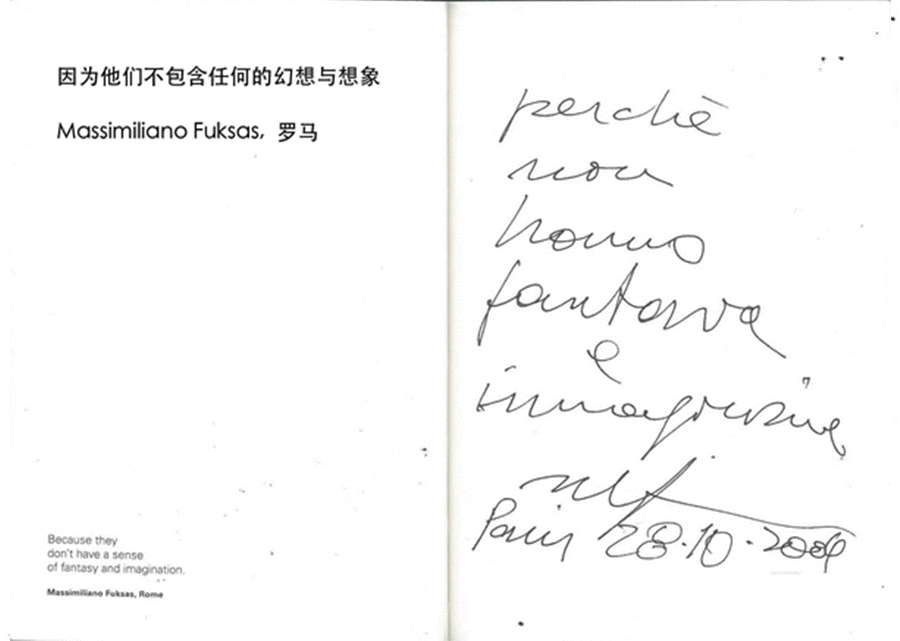 因为他们不包含任何的幻想与想象
Massimiliano Fuksas, 罗马
Because they
don't have a sense
of fantasy and imagination.
Massimiliano Fuksas, Rome
perchè
non
hanno
fantasia
e
immaginazione
Paris 28.10.2004